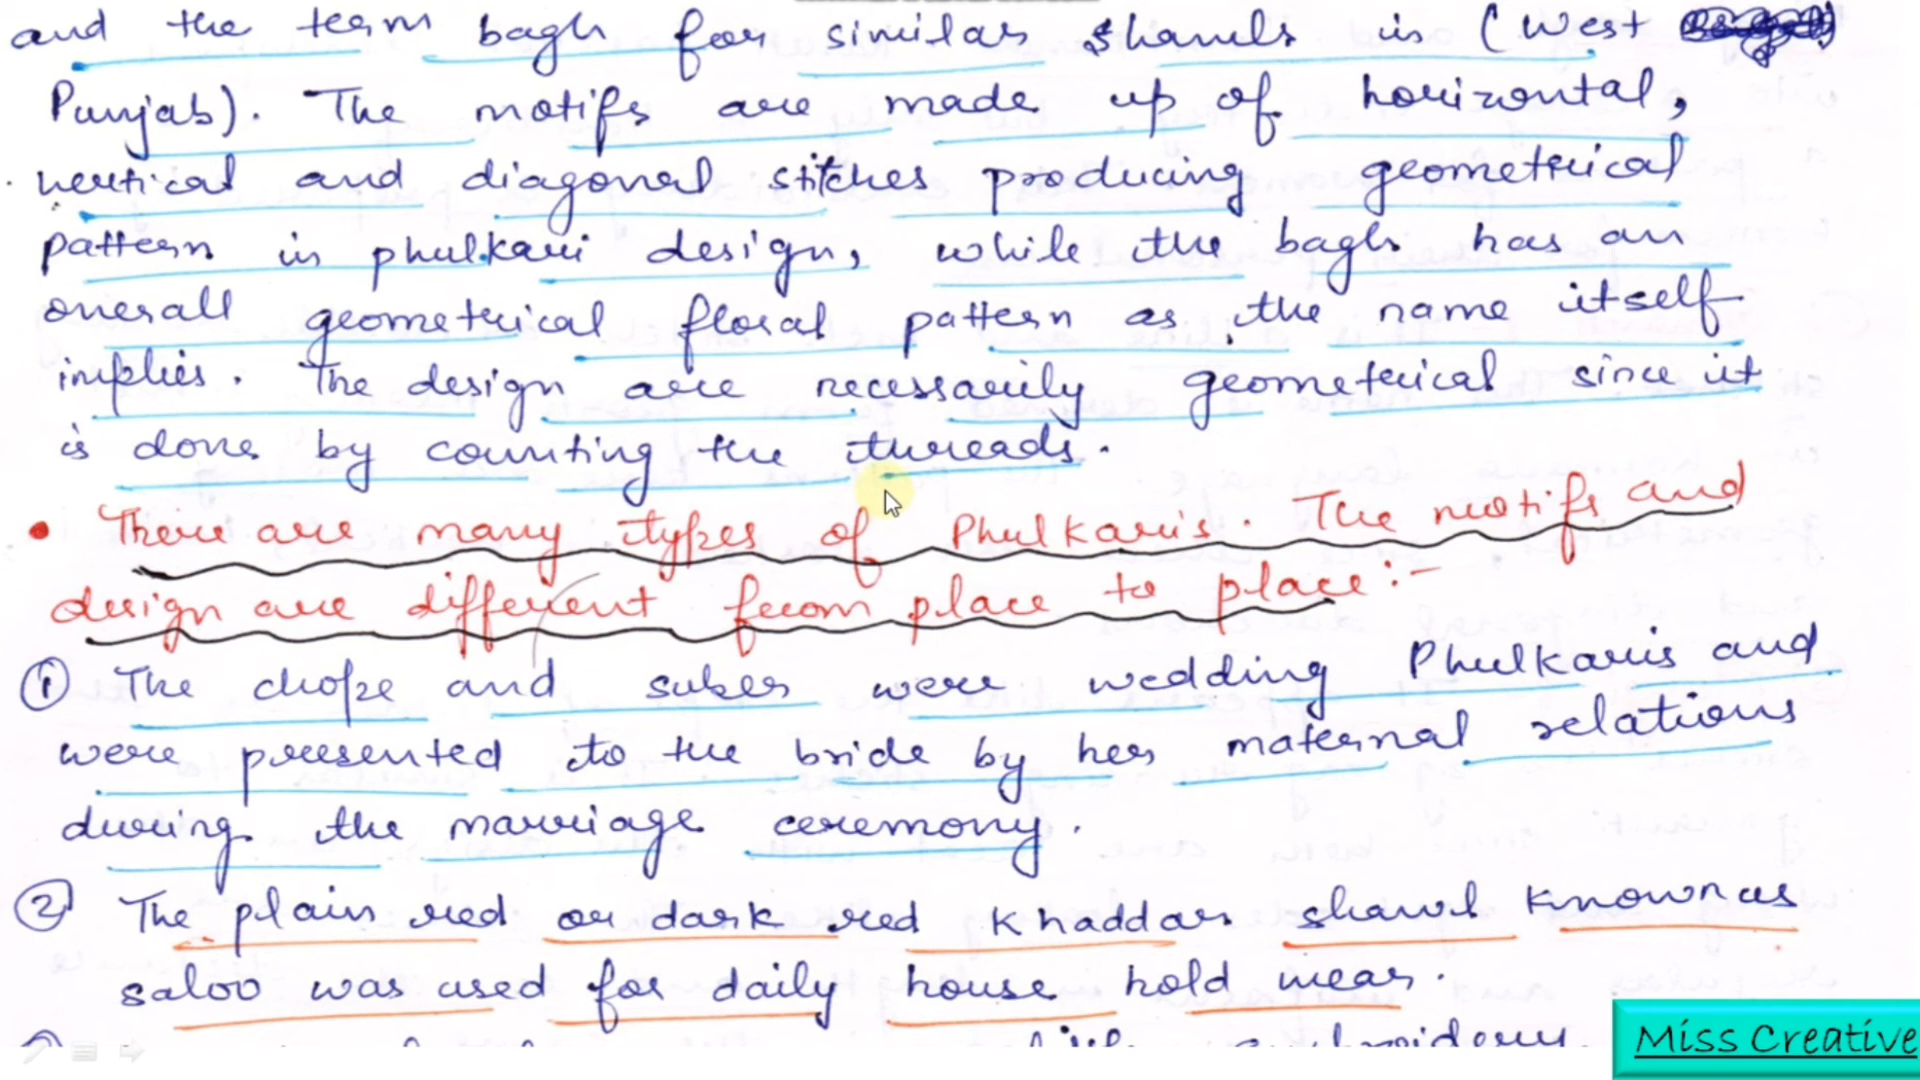 and the team bagh for similar shawls in (West
Punjab). The motifs are made up of horizontal,
vertical and diagonal stitches producing geometrical
pattern in phulkari design, while the bagh has an
overall geometrical floral pattern as the name itself
implies. The design are necessarily geometrical since it
is done by counting the threads.
• There are many types of Phulkaris. The motifs and
design are different from place to place:-
① The chope and suber were wedding Phulkaris and
were presented to the bride by her maternal relations
during the marriage ceremony.
② The plain red or dark red Khaddar shawl known as
saloo was used for daily house hold wear.
embroidery.
Miss Creative